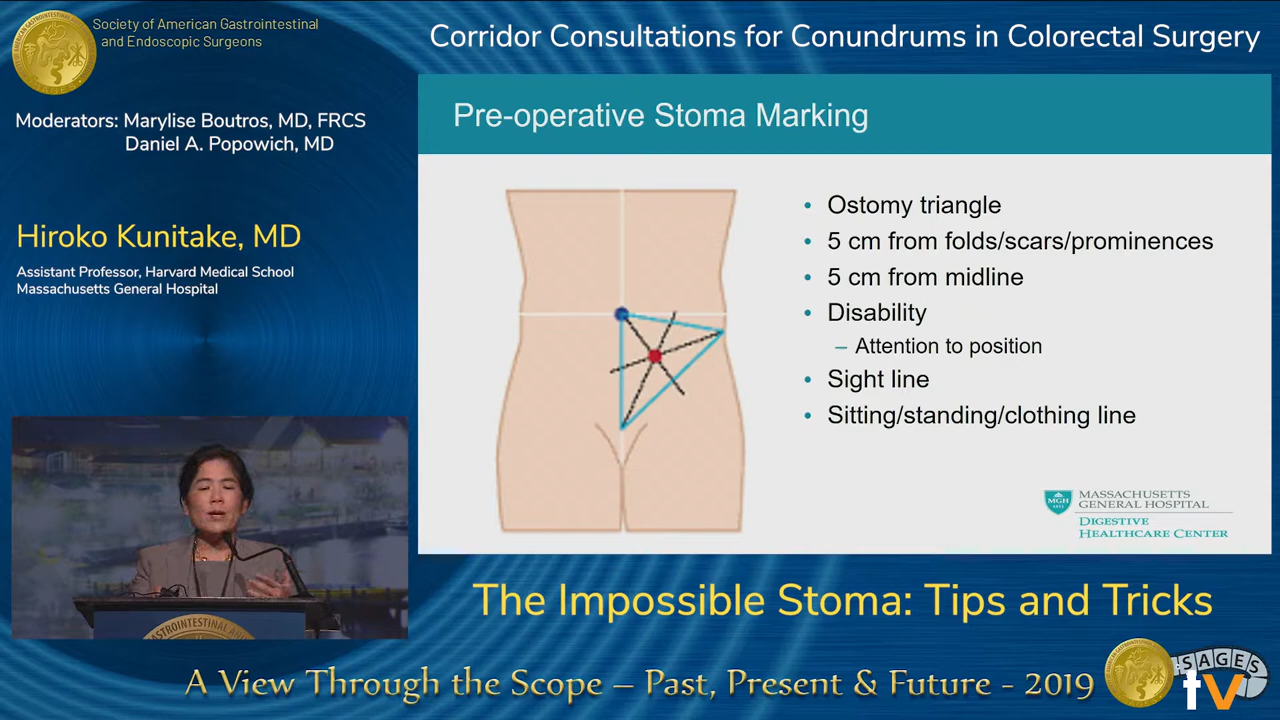 Society of American Gastrointestinal
and Endoscopic Surgeons
Corridor Consultations for Conundrums in Colorectal Surgery
Moderators: Marylise Boutros, MD, FRCS
Daniel A. Popowich, MD
Hiroko Kunitake, MD
Assistant Professor, Harvard Medical School
Massachusetts General Hospital
Pre-operative Stoma Marking
• Ostomy triangle
• 5 cm from folds/scars/prominences
• 5 cm from midline
• Disability
– Attention to position
• Sight line
• Sitting/standing/clothing line
MGH
1811
MASSACHUSETTS
GENERAL HOSPITAL
DIGESTIVE
HEALTHCARE CENTER
The Impossible Stoma: Tips and Tricks
A View Through the Scope – Past, Present & Future - 2019
SAGES
tv